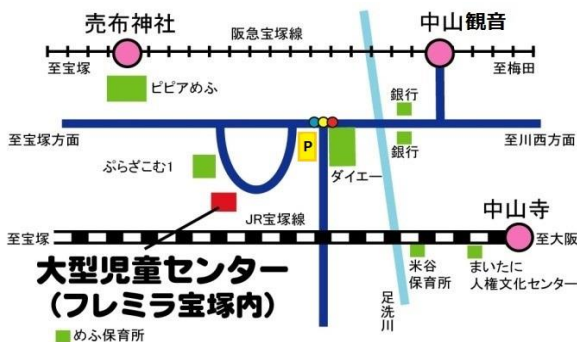 売布神社
阪急宝塚線
中山観音
至宝塚
至梅田
ピピアめふ
銀行
至宝塚方面
至川西方面
P
銀行
ぷらざこむ1
ダイエー
中山寺
JR宝塚線
至宝塚
至大阪
大型児童センター
(フレミラ宝塚内)
米谷
保育所
まいたに
人権文化センター
足洗川
めふ保育所